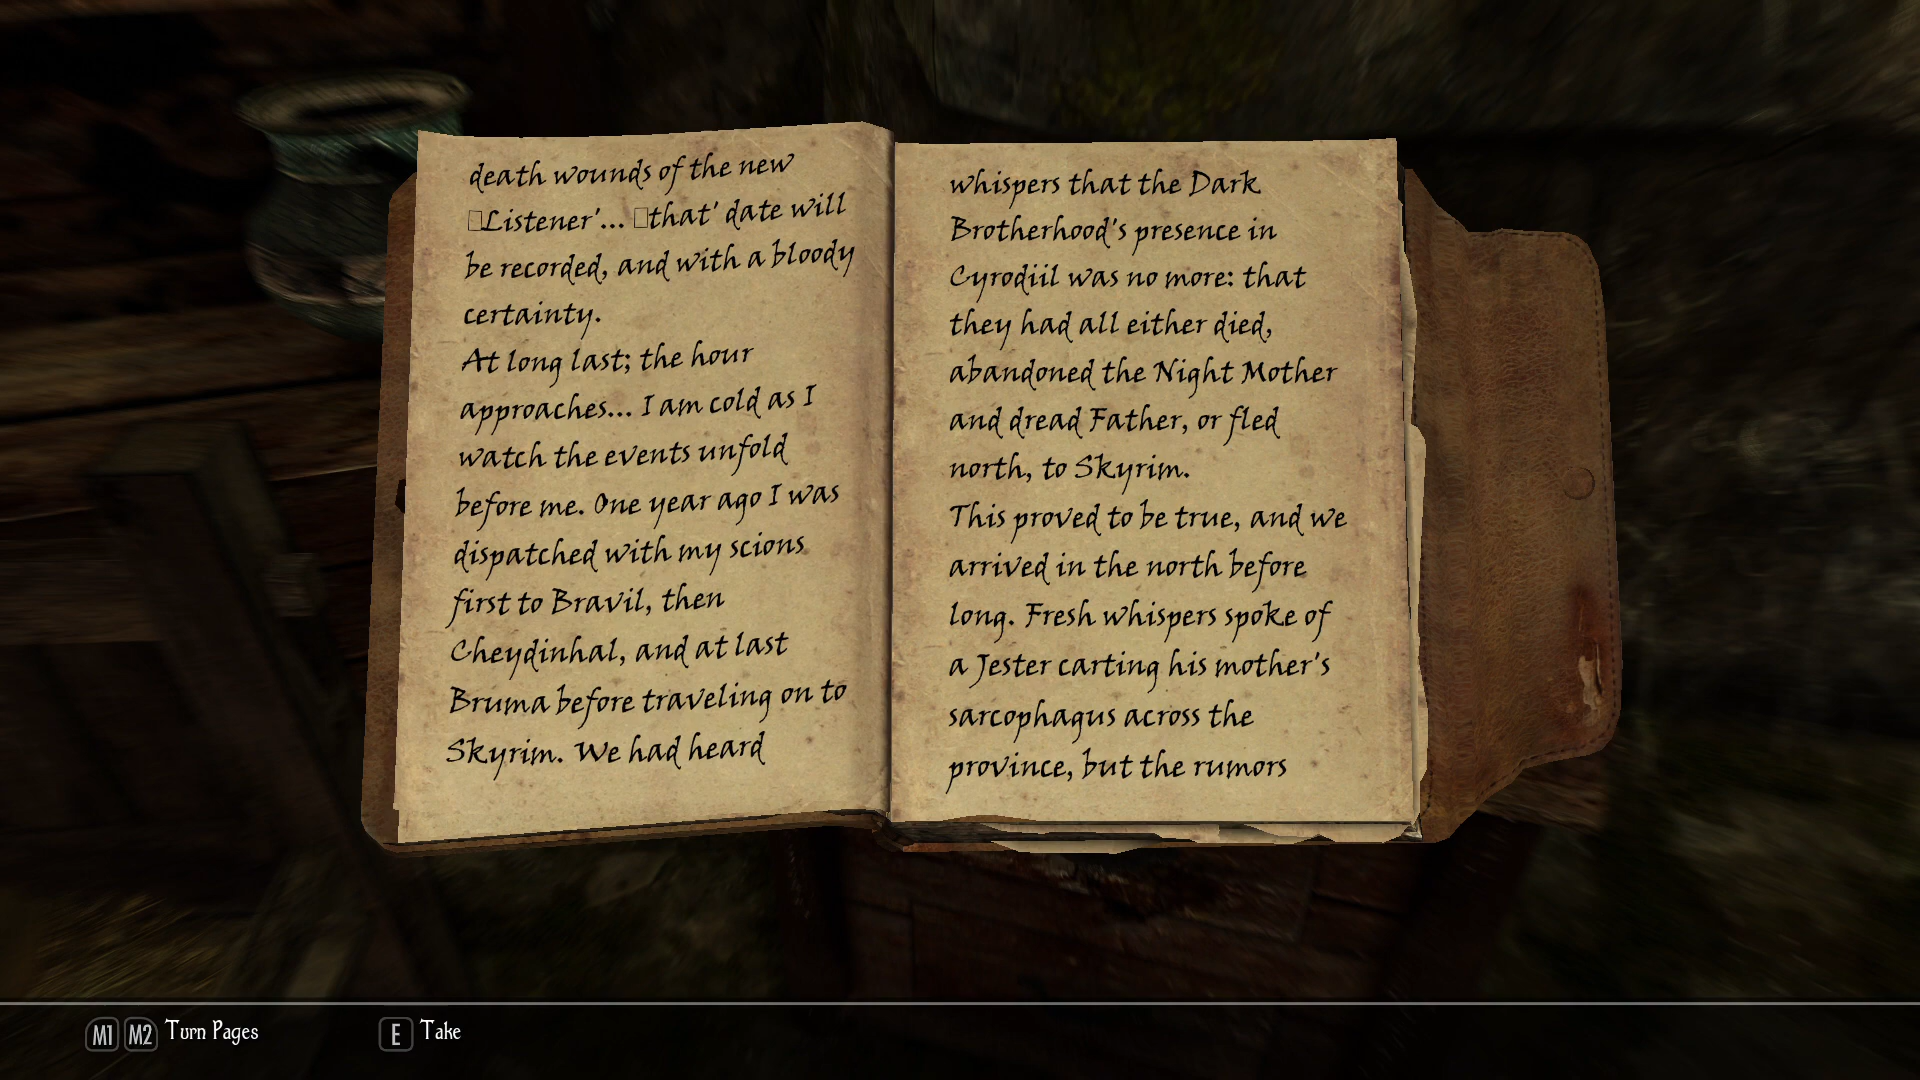 death wounds of the new
□Listener'... □that' date will
be recorded, and with a bloody
certainty.
At long last; the hour
approaches... I am cold as I
watch the events unfold
before me. One year ago I was
dispatched with my scions
first to Bravil, then
Cheydinhal, and at last
Bruma before traveling on to
Skyrim. We had heard
whispers that the Dark
Brotherhood's presence in
Cyrodiil was no more: that
they had all either died,
abandoned the Night Mother
and dread Father, or fled
north, to Skyrim.
This proved to be true, and we
arrived in the north before
long. Fresh whispers spoke of
a Jester carting his mother's
sarcophagus across the
province, but the rumors
M1 M2 Turn Pages
E Take